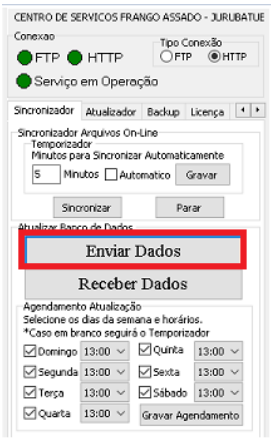 CENTRO DE SERVICOS FRANGO ASSADO - JURUBATUE
Conexao
FTP HTTP
Tipo Conexão
FTP HTTP
Serviço em Operação
Sincronizador Atualizador Backup Licença
Sincronizador Arquivos On-Line
Temporizador
Minutos para Sincronizar Automaticamente
5 Minutos Automatico Gravar
Sincronizar Parar
Atualizar Banco de Dados
Enviar Dados
Receber Dados
Agendamento Atualização
Selecione os dias da semana e horários.
*Caso em branco seguirá o Temporizador
Domingo 13:00 Quinta 13:00
Segunda 13:00 Sexta 13:00
Terça 13:00 Sábado 13:00
Quarta 13:00 Gravar Agendamento